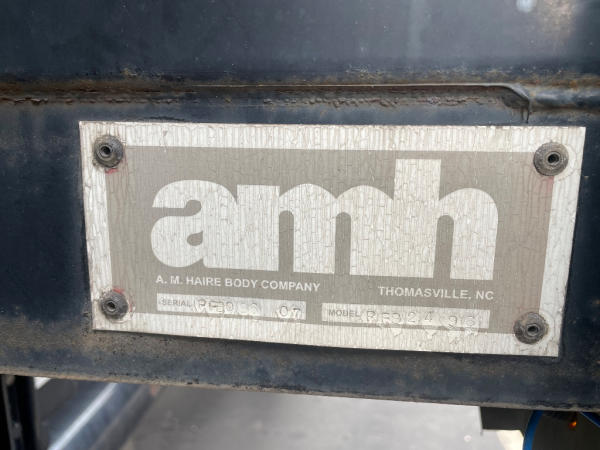 amh
A. M. HAIRE BODY COMPANY THOMASVILLE, NC
SERIAL MODEL